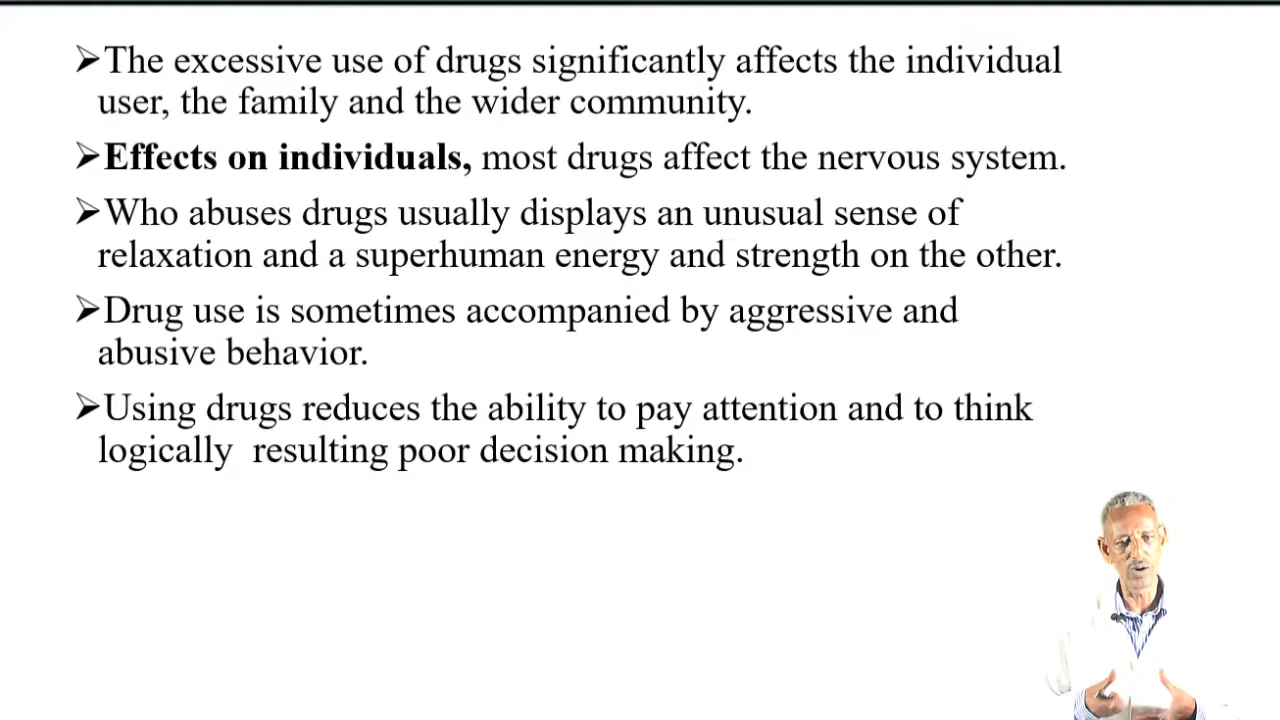 ➢The excessive use of drugs significantly affects the individual
user, the family and the wider community.
➢Effects on individuals, most drugs affect the nervous system.
➢Who abuses drugs usually displays an unusual sense of
relaxation and a superhuman energy and strength on the other.
➢Drug use is sometimes accompanied by aggressive and
abusive behavior.
➢Using drugs reduces the ability to pay attention and to think
logically  resulting poor decision making.